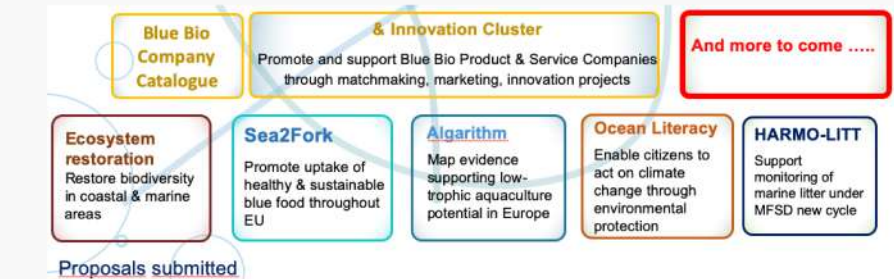 Blue Bio
Company
Catalogue
& Innovation Cluster
Promote and support Blue Bio Product & Service Companies
through matchmaking, marketing, innovation projects
And more to come .....
Ecosystem
restoration
Restore biodiversity
in coastal & marine
areas
Sea2Fork
Promote uptake of
healthy & sustainable
blue food throughout
EU
Algarithm
Map evidence
supporting low-
trophic aquaculture
potential in Europe
Ocean Literacy
Enable citizens to
act on climate
change through
environmental
protection
HARMO-LITT
Support
monitoring of
marine litter under
MFSD new cycle
Proposals submitted